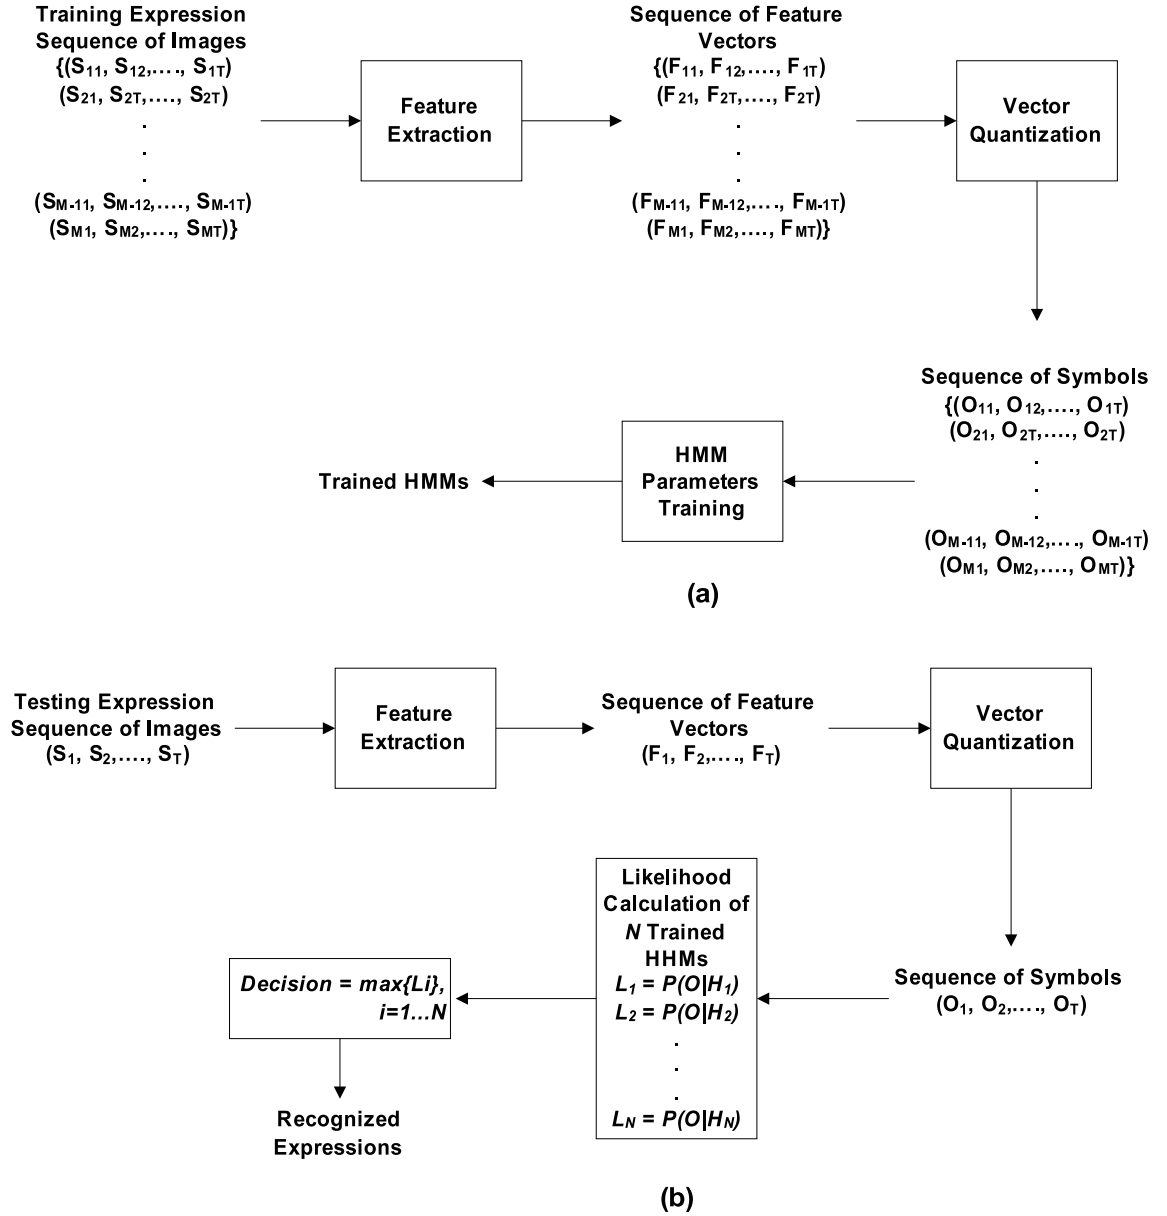 Training Expression
Sequence of Images
{(S11, S12,...., S1T)
(S21, S2T,...., S2T)
.
.
.
(SM-11, SM-12,...., SM-1T)
(SM1, SM2,...., SMT)}
Feature
Extraction
Sequence of Feature
Vectors
{(F11, F12,...., F1T)
(F21, F2T,...., F2T)
.
.
.
(FM-11, FM-12,...., FM-1T)
(FM1, FM2,...., FMT)}
Vector
Quantization
Sequence of Symbols
{(O11, O12,...., O1T)
(O21, O2T,...., O2T)
.
.
.
(OM-11, OM-12,...., OM-1T)
(OM1, OM2,...., OMT)}
HMM
Parameters
Training
Trained HMMs
(a)
Testing Expression
Sequence of Images
(S1, S2,...., ST)
Feature
Extraction
Sequence of Feature
Vectors
(F1, F2,...., FT)
Vector
Quantization
Sequence of Symbols
(O1, O2,...., OT)
Likelihood
Calculation of
N Trained
HHMs
L1 = P(O|H1)
L2 = P(O|H2)
.
.
.
LN = P(O|HN)
Decision = max{Li},
i=1...N
Recognized
Expressions
(b)